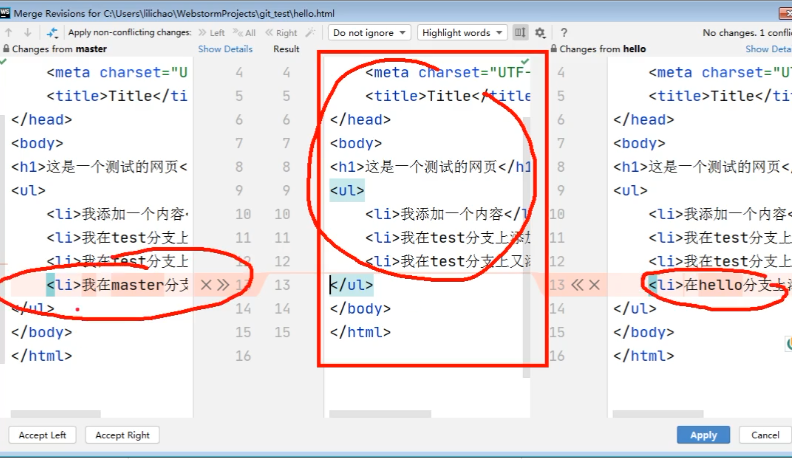 Merge Revisions for C:\Users\lilichao\WebstormProjects\git_test\hello.html
Apply non-conflicting changes: Left All Right Do not ignore Highlight words ? No changes. 1 conflic
Changes from master Show Details Result Changes from hello Show Detai
<meta charset="U 4 4 <meta charset="UTF- 4 <meta charset="U
<title>Title</ti 5 5 <title>Title</title 5 <title>Title</ti
</head> 6 6 </head> 6 </head>
<body> 7 7 <body> 7 <body>
<h1>这是一个测试的网页< 8 8 <h1>这是一个测试的网页</h1 8 <h1>这是一个测试的网页<
<ul> 9 9 <ul> 9 <ul>
<li>我添加一个内容< 10 10 <li>我添加一个内容</l 10 <li>我添加一个内容<
<li>我在test分支上 11 11 <li>我在test分支上添加 11 <li>我在test分支上
<li>我在test分支上 12 12 <li>我在test分支上又添 12 <li>我在test分支上
<li>我在master分支 13 13 </ul> 13 <li>在hello分支上添
</ul> 14 14 </body> 14 </ul>
</body> 15 15 </html> 15 </body>
</html> 16 16 </html>
Accept Left Accept Right Apply Cancel